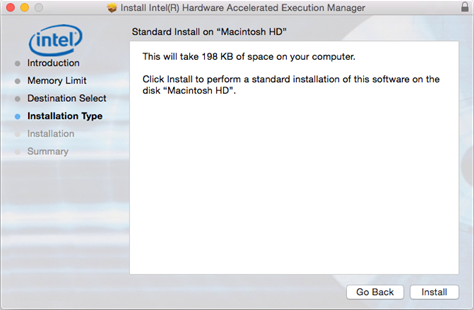 Install Intel(R) Hardware Accelerated Execution Manager
intel
Standard Install on “Macintosh HD”
Introduction
Memory Limit
Destination Select
Installation Type
Installation
Summary
This will take 198 KB of space on your computer.
Click Install to perform a standard installation of this software on the
disk “Macintosh HD”.
Go Back
Install